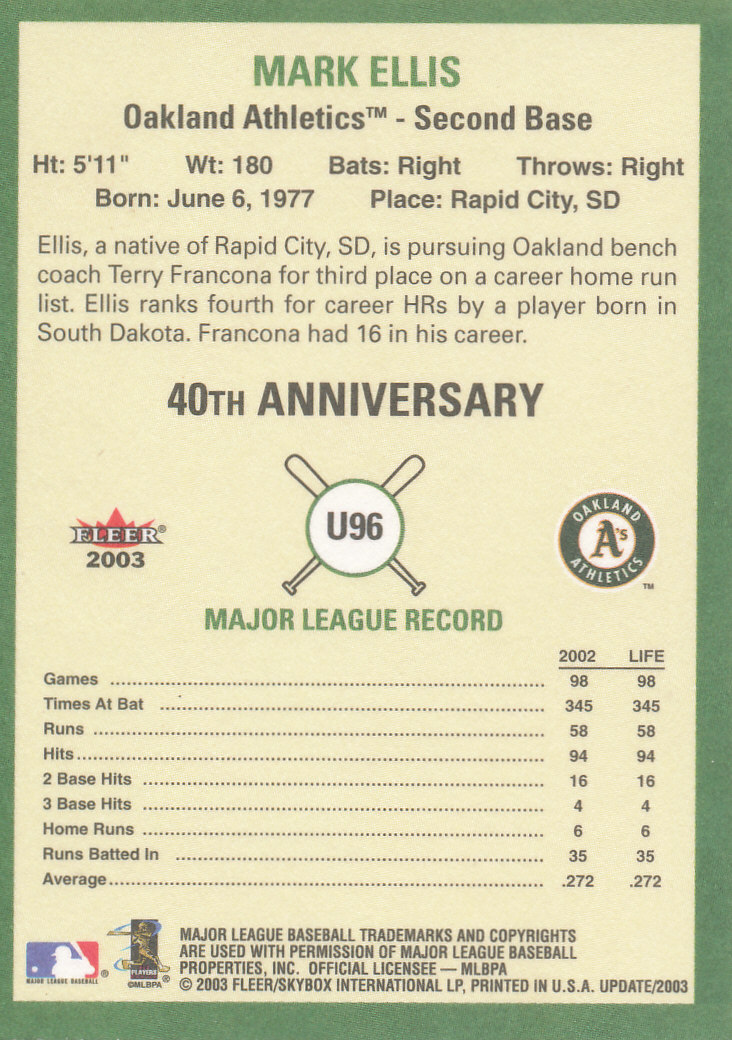 MARK ELLIS
Oakland Athletics™ - Second Base
Ht: 5'11" Wt: 180 Bats: Right Throws: Right
Born: June 6, 1977 Place: Rapid City, SD
Ellis, a native of Rapid City, SD, is pursuing Oakland bench
coach Terry Francona for third place on a career home run
list. Ellis ranks fourth for career HRs by a player born in
South Dakota. Francona had 16 in his career.
40TH ANNIVERSARY
U96
FLEER®
2003
OAKLAND
A's
ATHLETICS
™
MAJOR LEAGUE RECORD
2002 LIFE
Games 98 98
Times At Bat 345 345
Runs 58 58
Hits 94 94
2 Base Hits 16 16
3 Base Hits 4 4
Home Runs 6 6
Runs Batted In 35 35
Average .272 .272
MAJOR LEAGUE BASEBALL ®
PLAYERS ®
©MLBPA
MAJOR LEAGUE BASEBALL TRADEMARKS AND COPYRIGHTS
ARE USED WITH PERMISSION OF MAJOR LEAGUE BASEBALL
PROPERTIES, INC. OFFICIAL LICENSEE — MLBPA
© 2003 FLEER/SKYBOX INTERNATIONAL LP, PRINTED IN U.S.A. UPDATE/2003